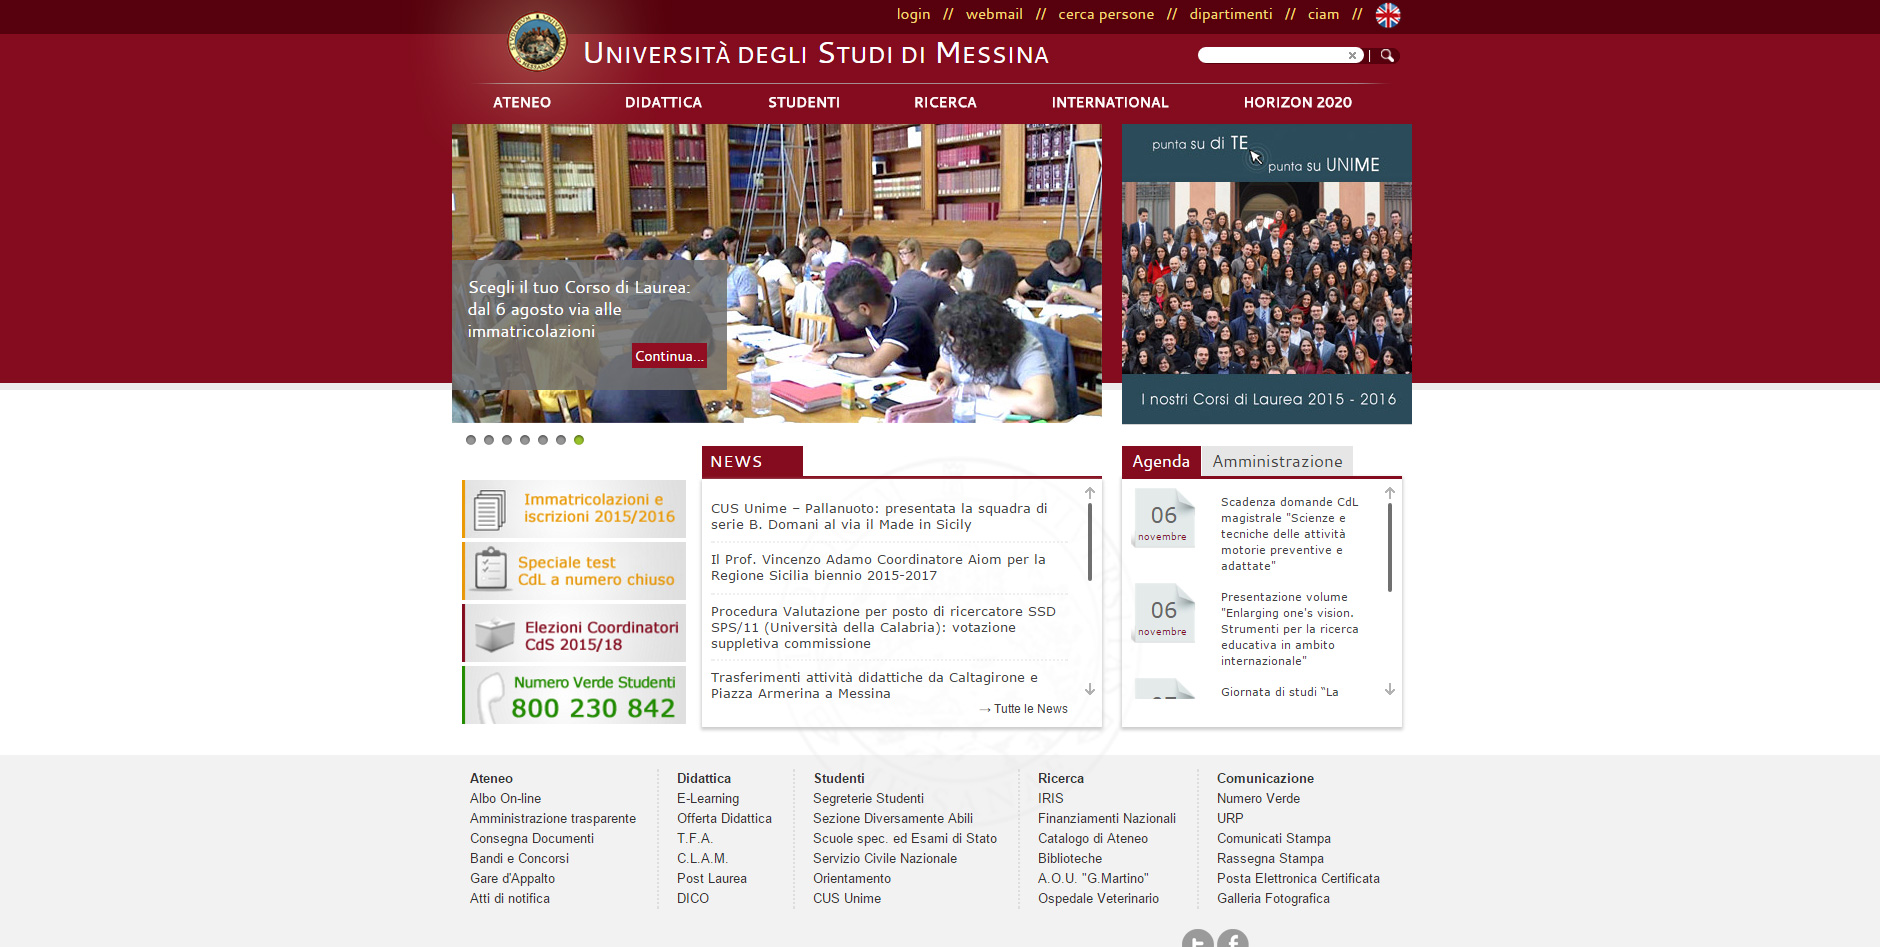 login // webmail // cerca persone // dipartimenti // ciam //
UNIVERSITÀ DEGLI STUDI DI MESSINA
ATENEO DIDATTICA STUDENTI RICERCA INTERNATIONAL HORIZON 2020
Scegli il tuo Corso di Laurea:
dal 6 agosto via alle
immatricolazioni
Continua...
punta su di TE
punta su UNIME
I nostri Corsi di Laurea 2015 - 2016
Immatricolazioni e
iscrizioni 2015/2016
Speciale test
CdL a numero chiuso
Elezioni Coordinatori
CdS 2015/18
Numero Verde Studenti
800 230 842
NEWS
CUS Unime – Pallanuoto: presentata la squadra di
serie B. Domani al via il Made in Sicily
Il Prof. Vincenzo Adamo Coordinatore Aiom per la
Regione Sicilia biennio 2015-2017
Procedura Valutazione per posto di ricercatore SSD
SPS/11 (Università della Calabria): votazione
suppletiva commissione
Trasferimenti attività didattiche da Caltagirone e
Piazza Armerina a Messina
→ Tutte le News
Agenda Amministrazione
06
novembre
Scadenza domande CdL
magistrale "Scienze e
tecniche delle attività
motorie preventive e
adattate"
06
novembre
Presentazione volume
"Enlarging one's vision.
Strumenti per la ricerca
educativa in ambito
internazionale"
Giornata di studi “La
Ateneo
Albo On-line
Amministrazione trasparente
Consegna Documenti
Bandi e Concorsi
Gare d'Appalto
Atti di notifica
Didattica
E-Learning
Offerta Didattica
T.F.A.
C.L.A.M.
Post Laurea
DICO
Studenti
Segreterie Studenti
Sezione Diversamente Abili
Scuole spec. ed Esami di Stato
Servizio Civile Nazionale
Orientamento
CUS Unime
Ricerca
IRIS
Finanziamenti Nazionali
Catalogo di Ateneo
Biblioteche
A.O.U. "G.Martino"
Ospedale Veterinario
Comunicazione
Numero Verde
URP
Comunicati Stampa
Rassegna Stampa
Posta Elettronica Certificata
Galleria Fotografica